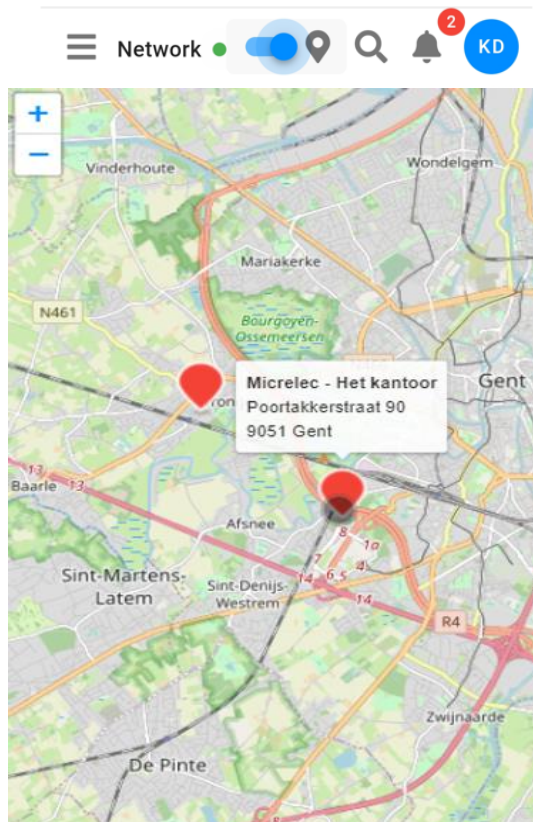 Network
2
KD
+
−
Vinderhoute
Wondelgem
Mariakerke
N461
Bourgoyen-
Ossemeersen
Micrelec - Het kantoor
Poortakkerstraat 90
9051 Gent
Gent
ron
13
Baarle 13
Afsnee
8
1a
7
4
6 5
14
14
Sint-Martens-
Latem
Sint-Denijs-
Westrem
R4
Zwijnaarde
De Pinte
8